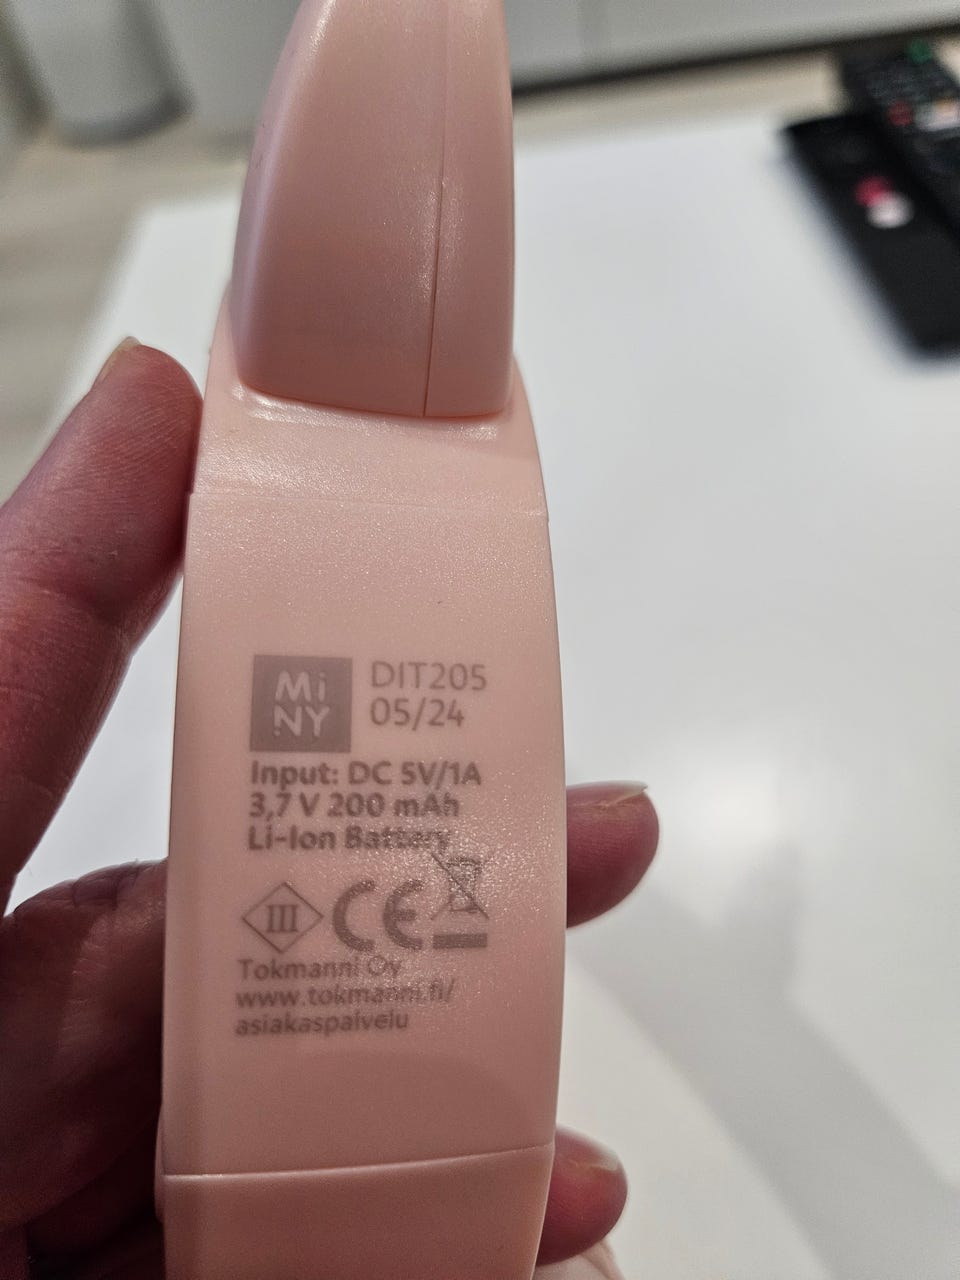 Mi
NY
DIT205
05/24
Input: DC 5V/1A
3,7 V 200 mAh
Li-Ion Battery
III CE
Tokmanni Oy
www.tokmanni.fi/
asiakaspalvelu